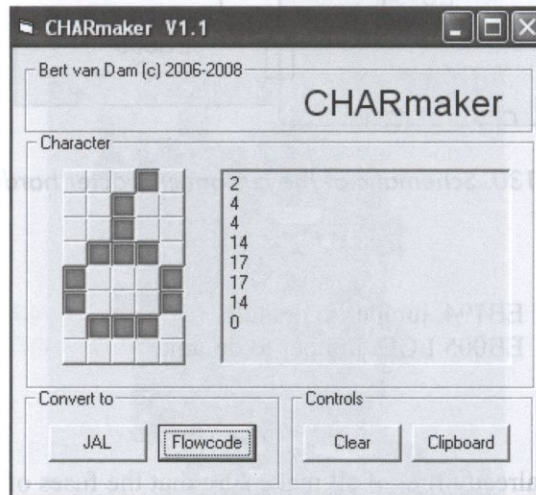 CHARmaker V1.1
Bert van Dam (c) 2006-2008
CHARmaker
Character
2
4
4
14
17
17
14
0
Convert to
JAL
Flowcode
Controls
Clear
Clipboard